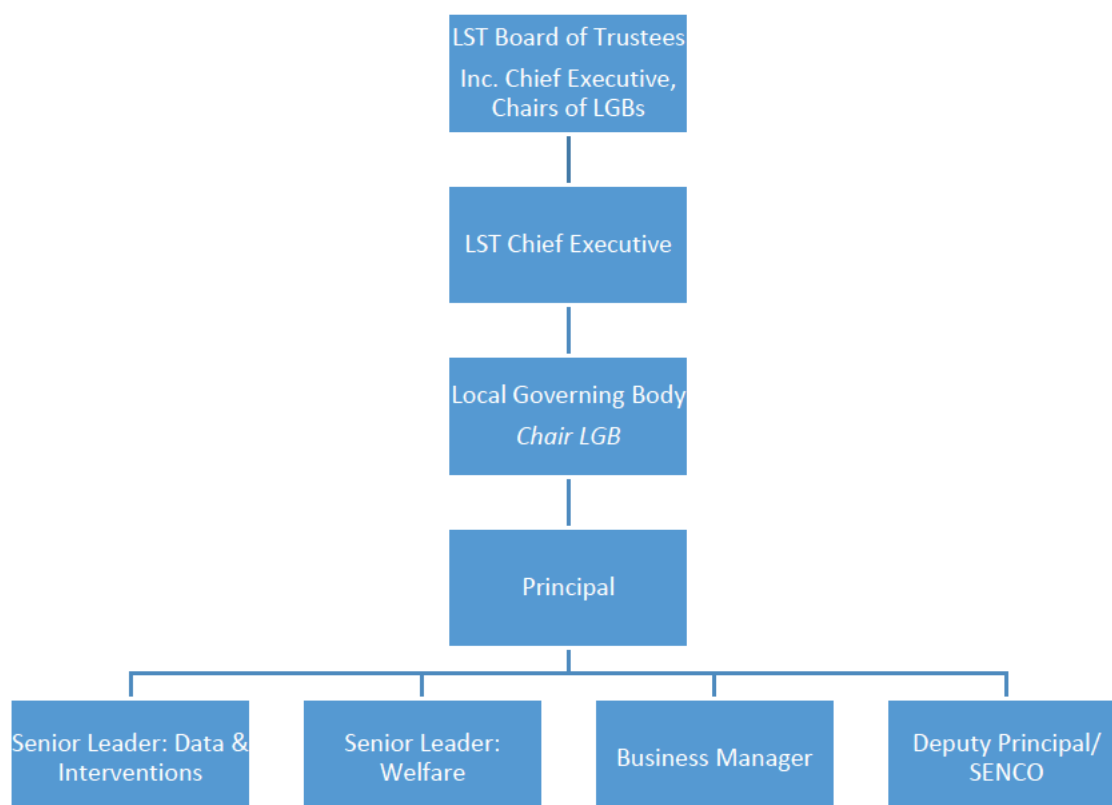 LST Board of Trustees
Inc. Chief Executive,
Chairs of LGBs
LST Chief Executive
Local Governing Body
Chair LGB
Principal
Senior Leader: Data &
Interventions
Senior Leader:
Welfare
Business Manager
Deputy Principal/
SENCO